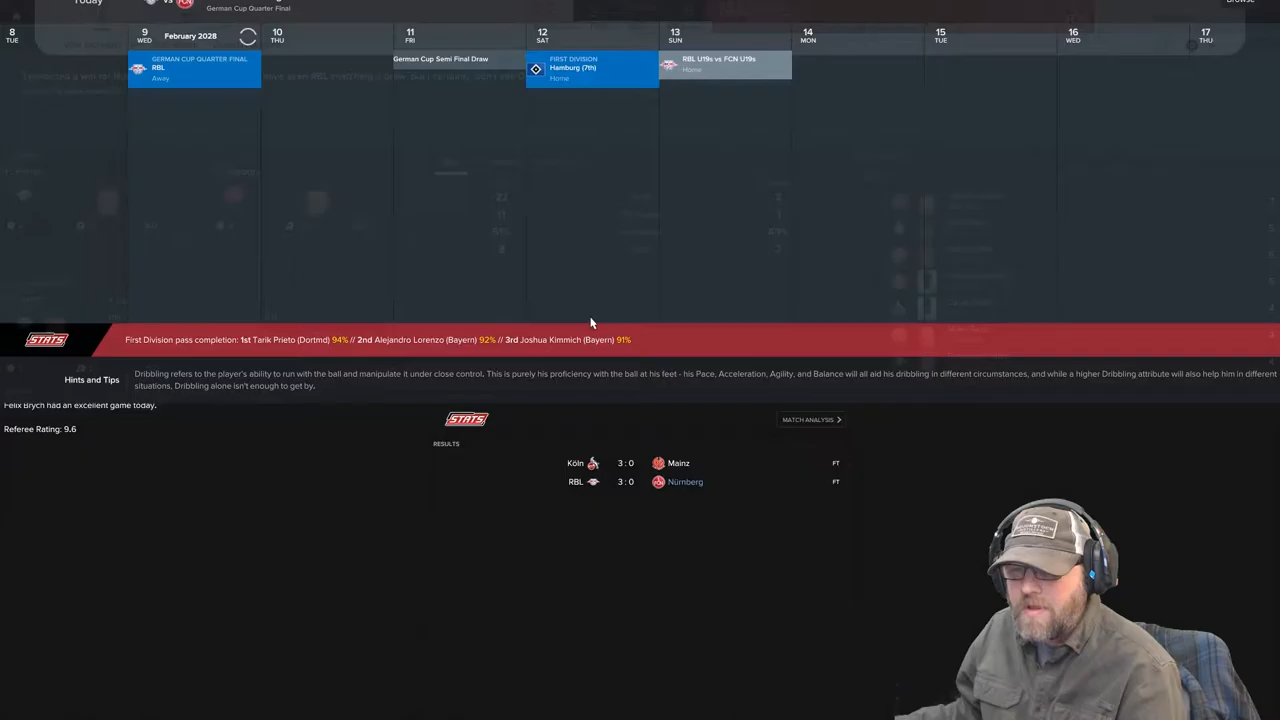 Today
vs
German Cup Quarter Final
Browse
8 TUE
9 WED
February 2028
10 THU
11 FRI
12 SAT
13 SUN
14 MON
15 TUE
16 WED
17 THU
GERMAN CUP QUARTER FINAL
RBL
Away
German Cup Semi Final Draw
FIRST DIVISION
Hamburg (7th)
Home
RBL U19s vs FCN U19s
Home
STATS
First Division pass completion: 1st Tarik Prieto (Dortmd) 94% // 2nd Alejandro Lorenzo (Bayern) 92% // 3rd Joshua Kimmich (Bayern) 91%
Hints and Tips
Dribbling refers to the player's ability to run with the ball and manipulate it under close control. This is purely his proficiency with the ball at his feet - his Pace, Acceleration, Agility, and Balance will all aid his dribbling in different circumstances, and while a higher Dribbling attribute will also help him in different
situations, Dribbling alone isn't enough to get by.
Felix Brych had an excellent game today.
Referee Rating: 9.6
STATS
MATCH ANALYSIS
RESULTS
Köln 3 : 0 Mainz FT
RBL 3 : 0 Nürnberg FT